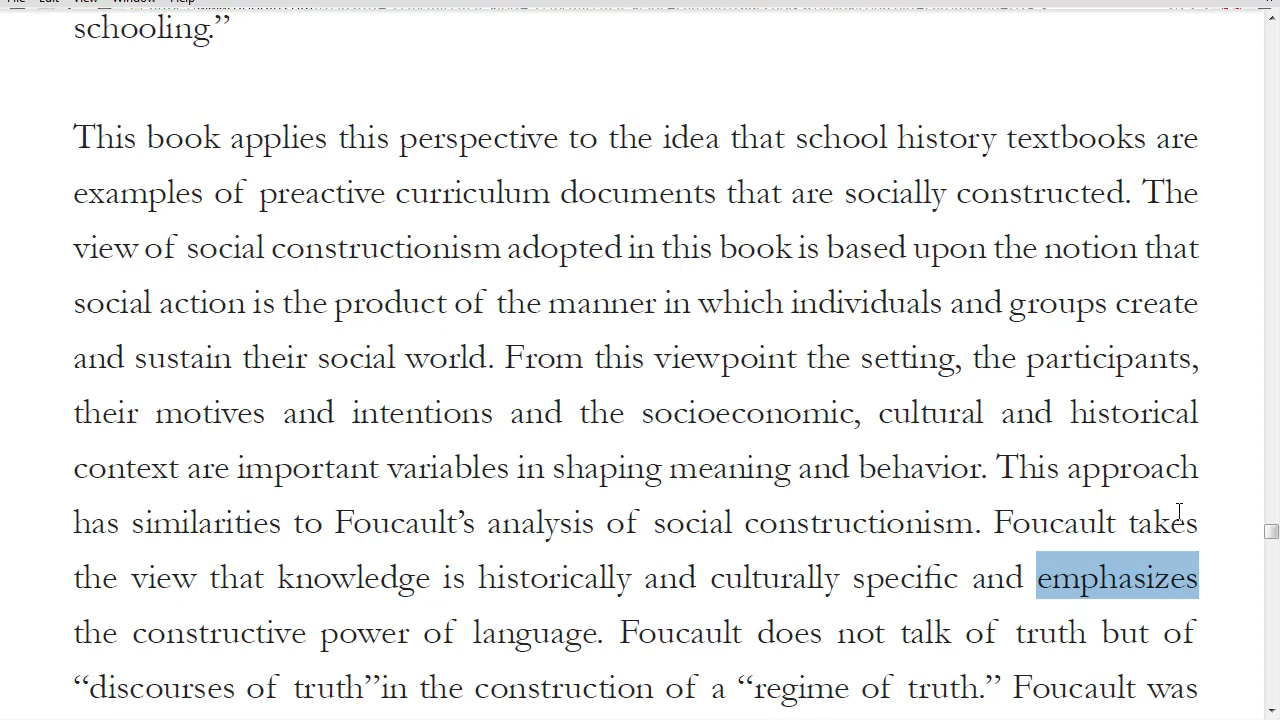 File Edit View Window Help
schooling.”
This book applies this perspective to the idea that school history textbooks are
examples of preactive curriculum documents that are socially constructed. The
view of social constructionism adopted in this book is based upon the notion that
social action is the product of the manner in which individuals and groups create
and sustain their social world. From this viewpoint the setting, the participants,
their motives and intentions and the socioeconomic, cultural and historical
context are important variables in shaping meaning and behavior. This approach
has similarities to Foucault’s analysis of social constructionism. Foucault takes
the view that knowledge is historically and culturally specific and emphasizes
the constructive power of language. Foucault does not talk of truth but of
“discourses of truth”in the construction of a “regime of truth.” Foucault was